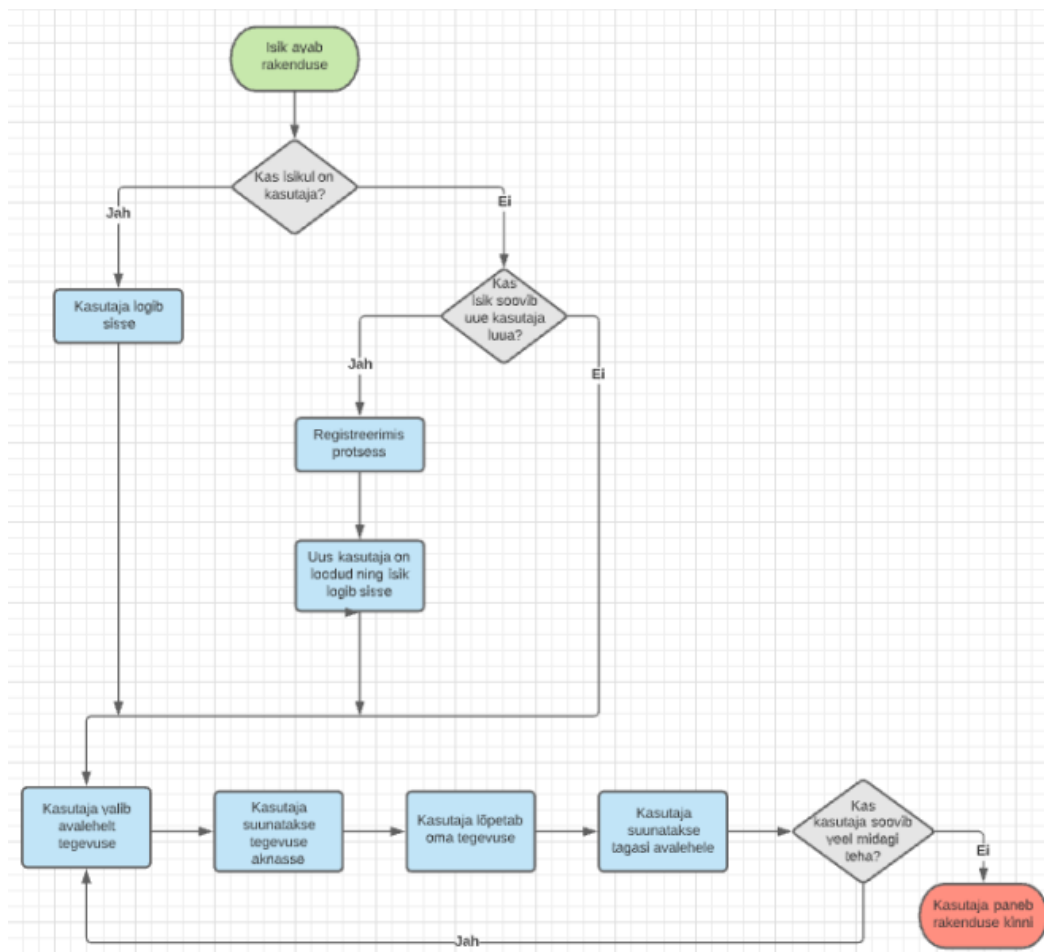 Isik avab
rakenduse
Kas isikul on
kasutaja?
Jah
Ei
Kasutaja logib
sisse
Kas
isik soovib
uue kasutaja
luua?
Jah
Ei
Registreerimis
protsess
Uus kasutaja on
loodud ning isik
logib sisse
Kasutaja valib
avalehelt
tegevuse
Kasutaja
suunatakse
tegevuse
aknasse
Kasutaja lõpetab
oma tegevuse
Kasutaja
suunatakse
tagasi avalehele
Kas
kasutaja soovib
veel midagi
teha?
Ei
Kasutaja paneb
rakenduse kinni
Jah